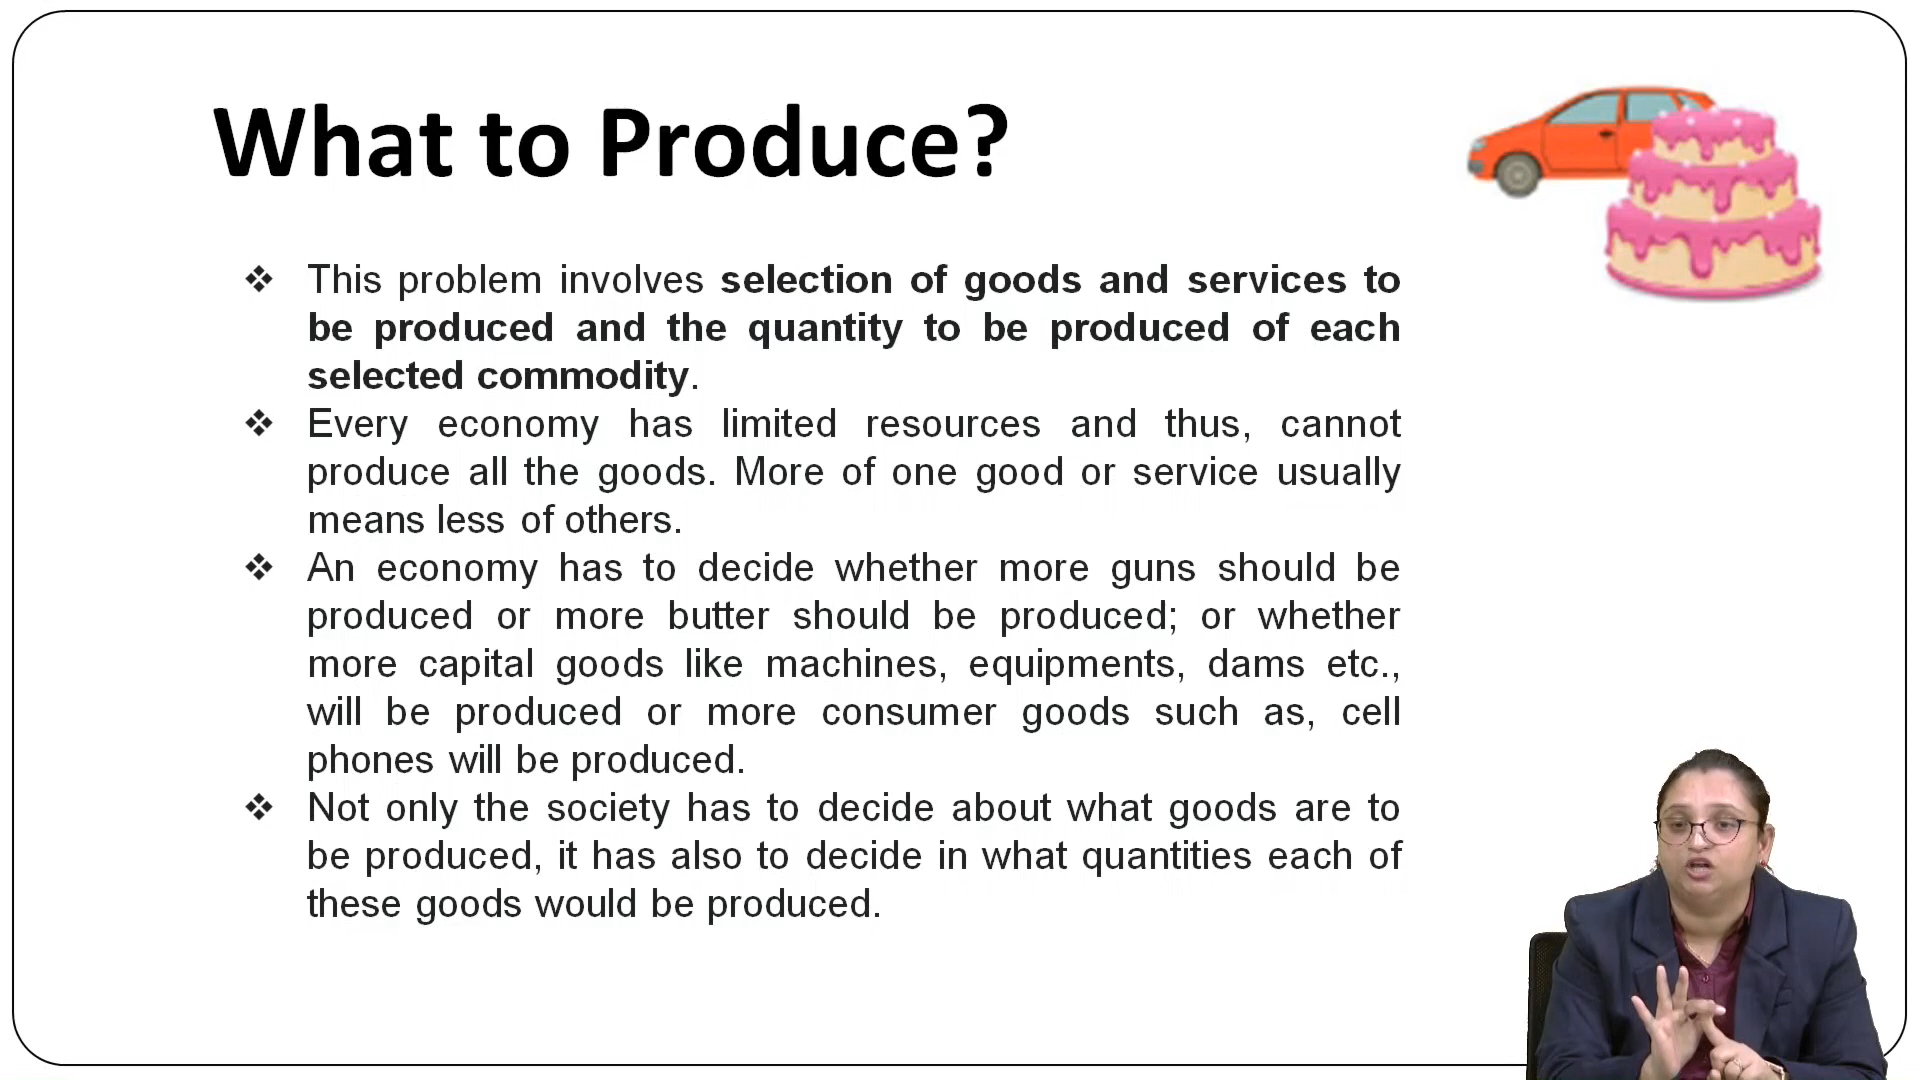 What to Produce?
❖ This problem involves selection of goods and services to
be produced and the quantity to be produced of each
selected commodity.
❖ Every economy has limited resources and thus, cannot
produce all the goods. More of one good or service usually
means less of others.
❖ An economy has to decide whether more guns should be
produced or more butter should be produced; or whether
more capital goods like machines, equipments, dams etc.,
will be produced or more consumer goods such as, cell
phones will be produced.
❖ Not only the society has to decide about what goods are to
be produced, it has also to decide in what quantities each of
these goods would be produced.